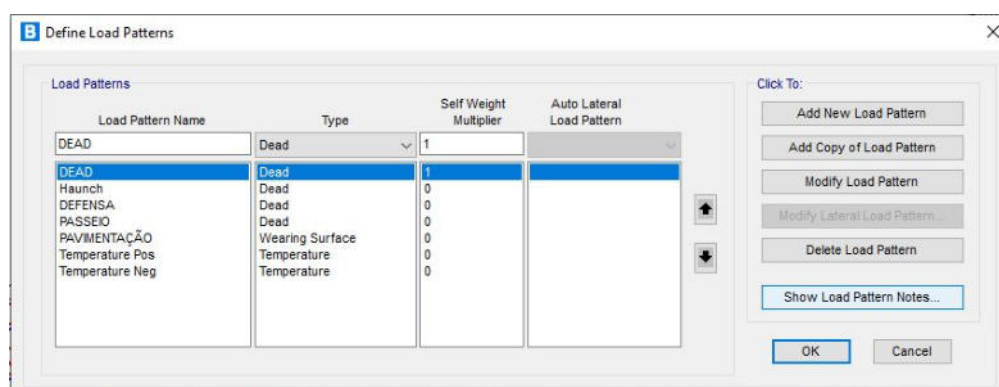 B Define Load Patterns
Load Patterns
Click To:
Load Pattern Name Type Self Weight Multiplier Auto Lateral Load Pattern
DEAD Dead 1
DEAD Dead 1
Haunch Dead 0
DEFENSA Dead 0
PASSEIO Dead 0
PAVIMENTAÇÃO Wearing Surface 0
Temperature Pos Temperature 0
Temperature Neg Temperature 0
Add New Load Pattern
Add Copy of Load Pattern
Modify Load Pattern
Modify Lateral Load Pattern...
Delete Load Pattern
Show Load Pattern Notes...
OK Cancel